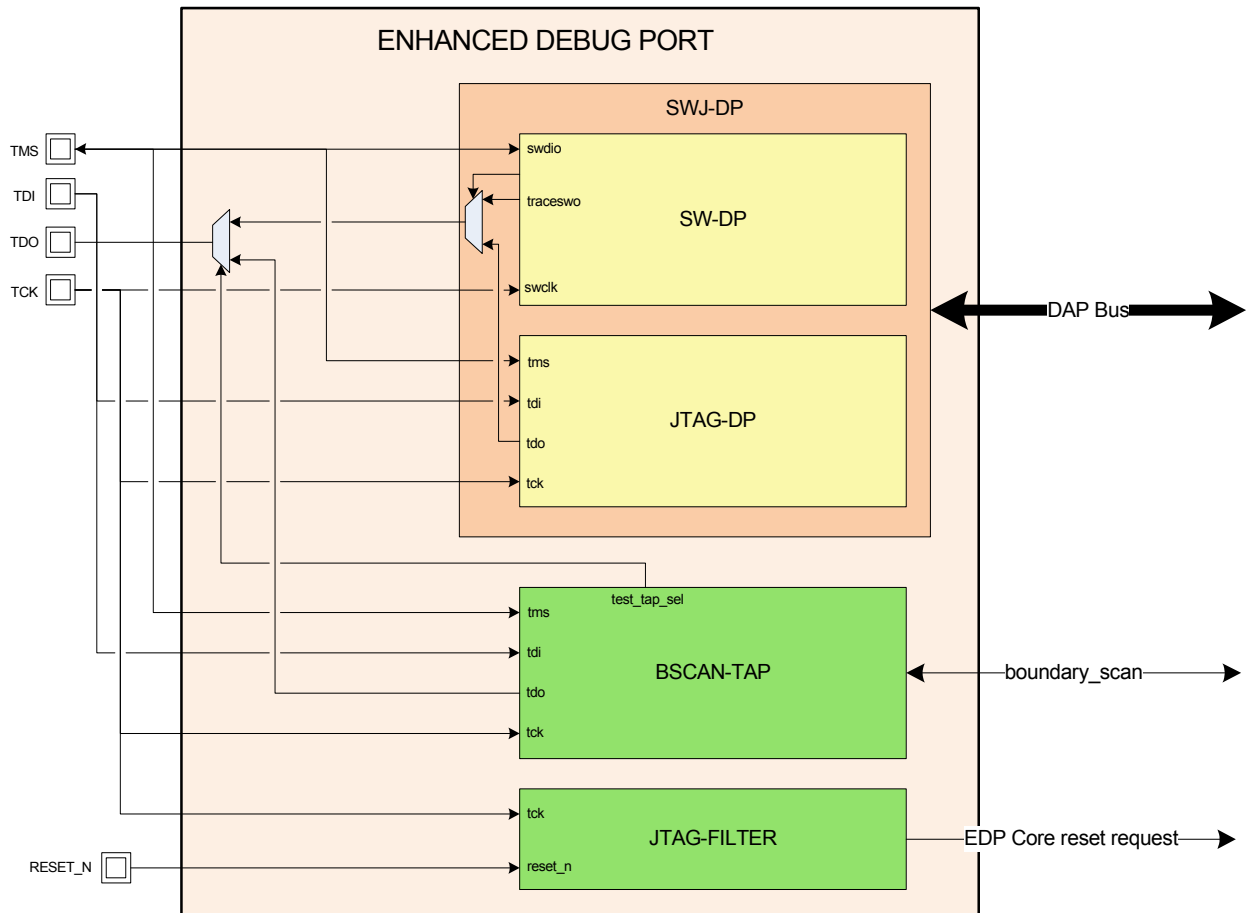 ENHANCED DEBUG PORT
SWJ-DP
TMS
swdio
TDI
traceswo
SW-DP
TDO
TCK
swclk
DAP Bus
tms
tdi
JTAG-DP
tdo
tck
test_tap_sel
tms
tdi
BSCAN-TAP
boundary_scan
tdo
tck
tck
JTAG-FILTER
EDP Core reset request
RESET_N
reset_n